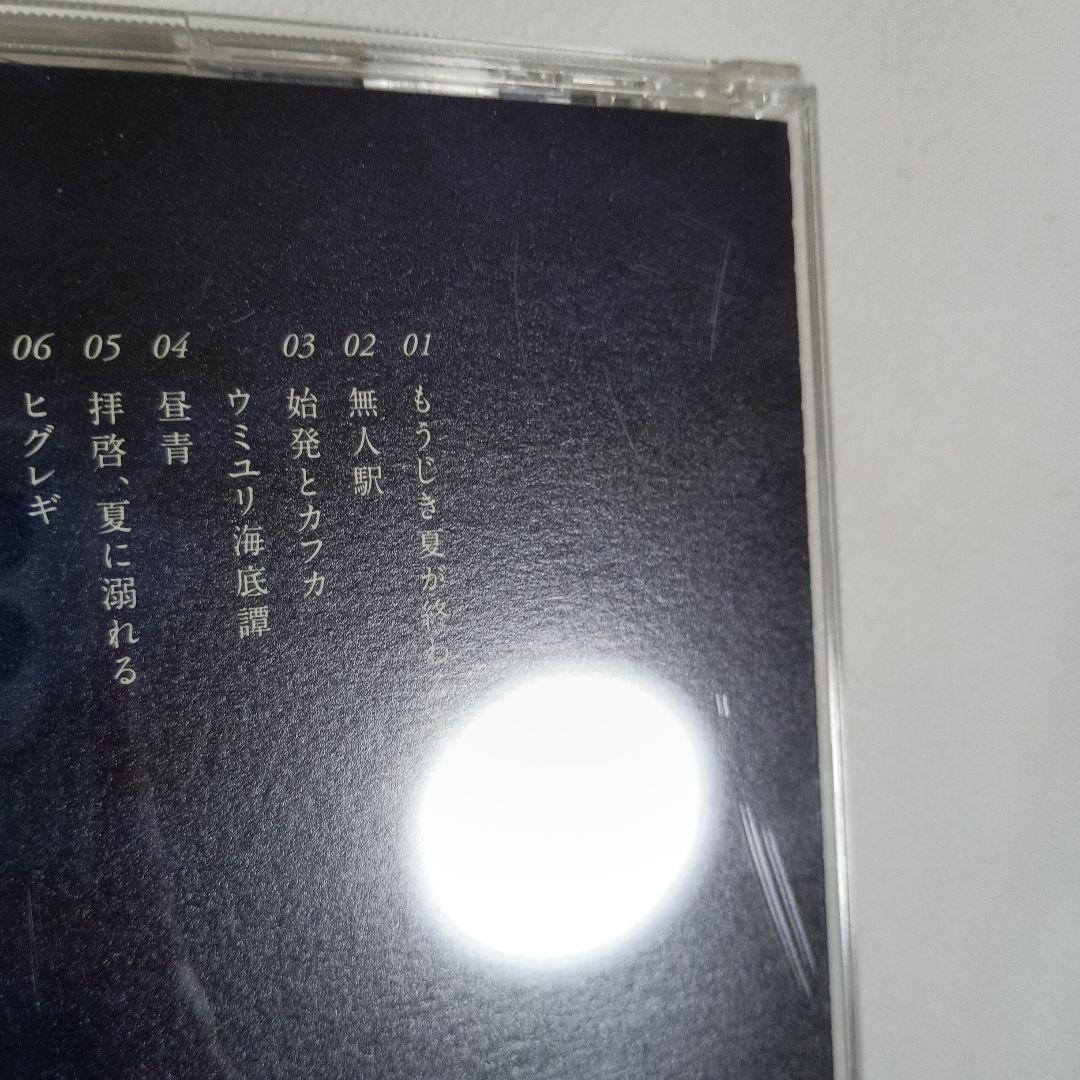 01 もうじき夏が終わ
02 無人駅
03 始発とカフカ
ウミユリ海底譚
04 昼青
05 拝啓、夏に溺れる
06 ヒグレギ